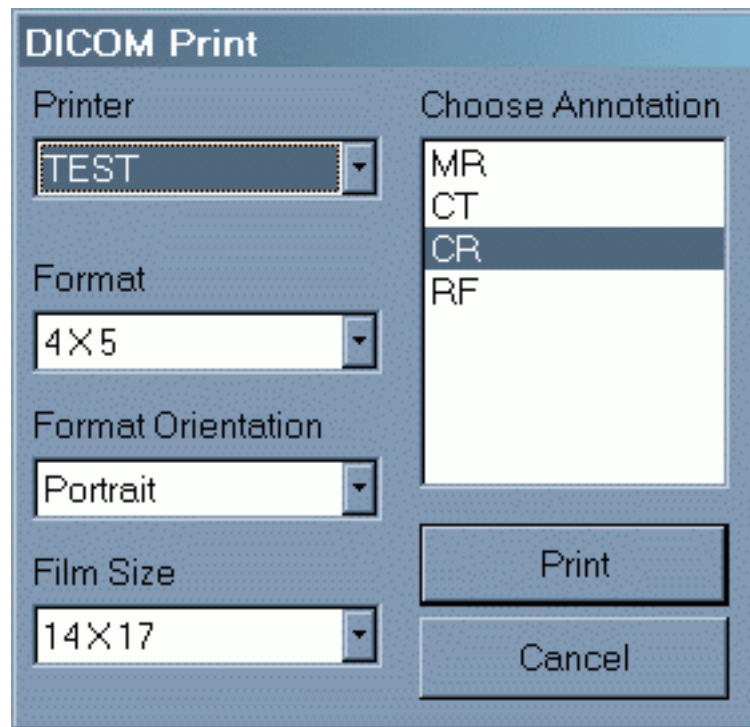 DICOM Print
Printer
TEST
Format
4X5
Format Orientation
Portrait
Film Size
14X17
Choose Annotation
MR
CT
CR
RF
Print
Cancel